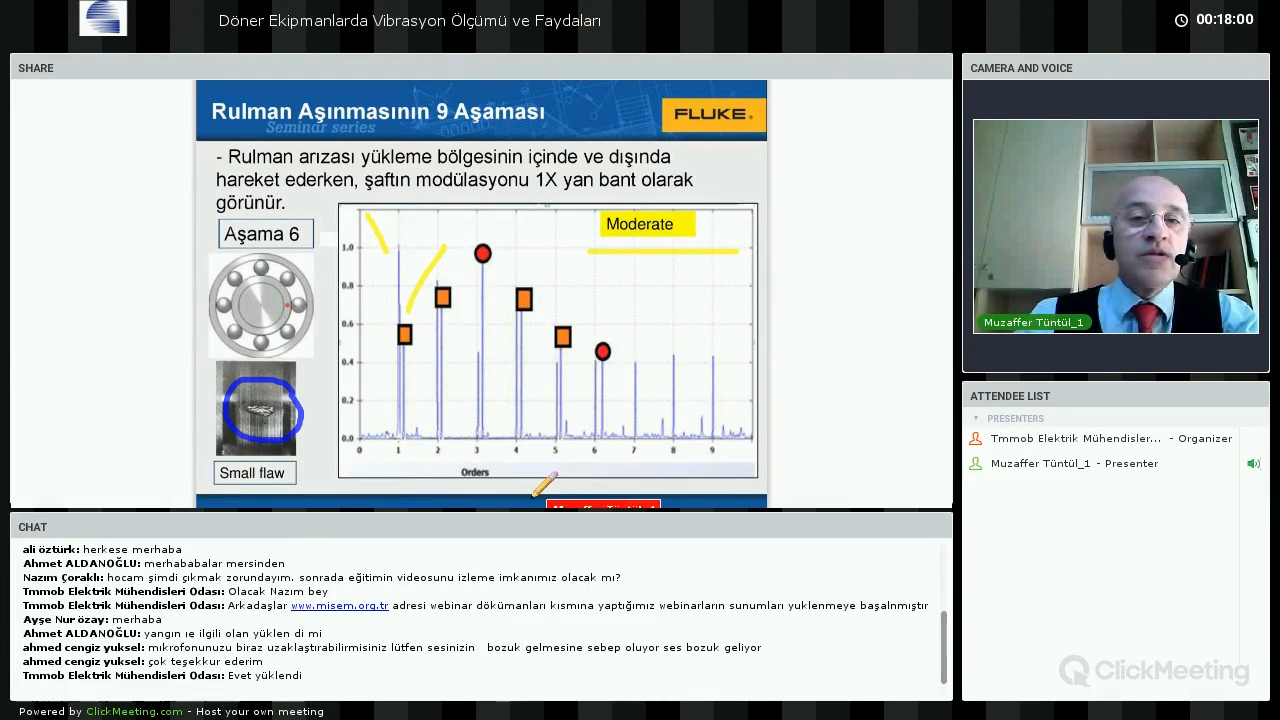 Döner Ekipmanlarda Vibrasyon Ölçümü ve Faydaları
00:18:00
SHARE
Rulman Aşınmasının 9 Aşaması
Seminar series
FLUKE
- Rulman arızası yükleme bölgesinin içinde ve dışında
hareket ederken, şaftın modülasyonu 1X yan bant olarak
görünür.
Aşama 6
Moderate
1.0
0.8
0.6
0.4
0.2
0.0
0 1 2 3 4 5 6 7 8 9
Orders
Small flaw
Muzaffer Tüntül_1
CAMERA AND VOICE
Muzaffer Tüntül_1
ATTENDEE LIST
PRESENTERS
Tmmob Elektrik Mühendisler... - Organizer
Muzaffer Tüntül_1 - Presenter
CHAT
ali öztürk: herkese merhaba
Ahmet ALDANOĞLU: merhababalar mersinden
Nazım Çoraklı: hocam şimdi çıkmak zorundayım. sonrada eğitimin videosunu izleme imkanımız olacak mı?
Tmmob Elektrik Mühendisleri Odası: Olacak Nazım bey
Tmmob Elektrik Mühendisleri Odası: Arkadaşlar www.misem.org.tr adresi webinar dökümanları kısmına yaptığımız webinarların sunumları yuklenmeye başalnmıştır
Ayşe Nur özay: merhaba
Ahmet ALDANOĞLU: yangın ıe ilgili olan yüklen di mi
ahmed cengiz yuksel: mıkrofonunuzu biraz uzaklaştırabilirmisiniz lütfen sesinizin bozuk gelmesine sebep oluyor ses bozuk geliyor
ahmed cengiz yuksel: çok teşekkur ederim
Tmmob Elektrik Mühendisleri Odası: Evet yüklendi
ClickMeeting
Powered by ClickMeeting.com - Host your own meeting